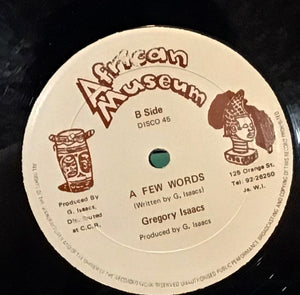 African
Museum
B Side
DISCO 45
A FEW WORDS
(Written by G. Isaacs)
Gregory Isaacs
Produced by G. Isaacs
Produced By
G. Isaacs,
Distributed
at C.C.R.
125 Orange St.
Tel: 92-26250
Ja. W.I.